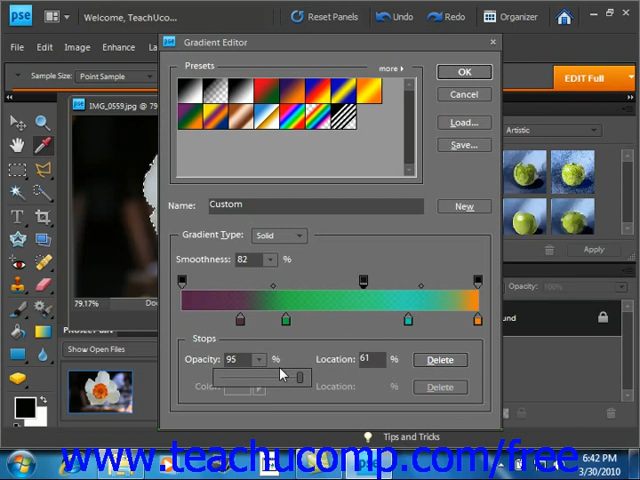 pse Welcome, TeachUco... Reset Panels Undo Redo Organizer
File Edit Image Enhance
Sample Size: Point Sample EDIT Full
pse Gradient Editor
pse IMG_0559.jpg @ 79
Presets more
OK
Cancel
Load...
Save...
Artistic
Apply
Name: Custom New
Gradient Type: Solid
Smoothness: 82 %
Opacity: 100%
ound
79.17%
Stops
Show Open Files
Opacity: 95 % Location: 61 % Delete
Color: Location: % Delete
Tips and Tricks
www.teachucomp.com/free
6:42 PM
3/30/2010